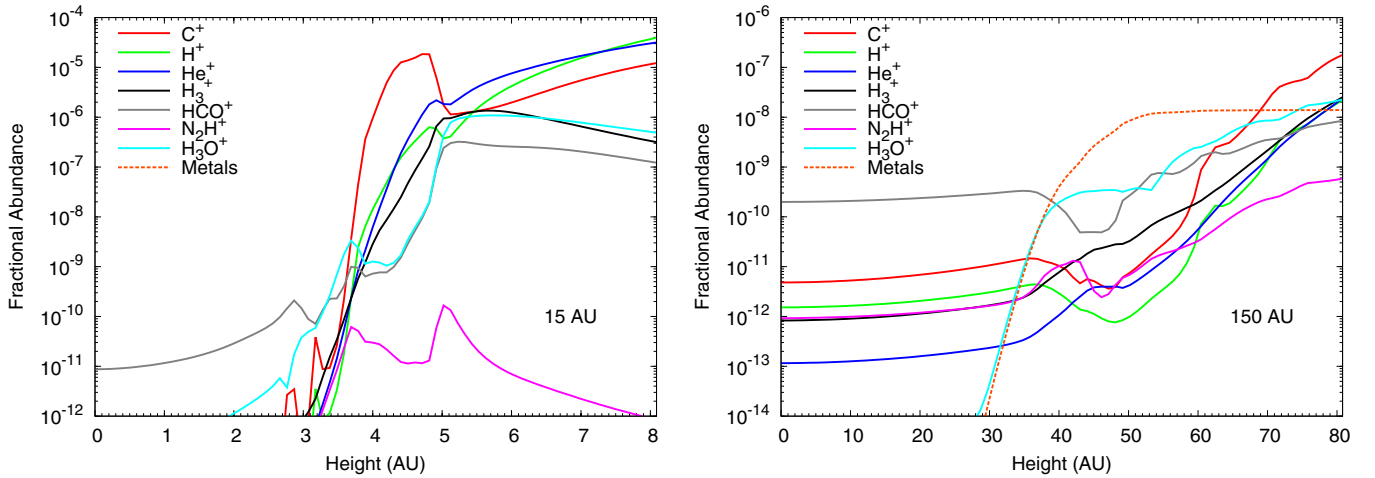 Fractional Abundance
10⁻⁴
10⁻⁵
10⁻⁶
10⁻⁷
10⁻⁸
10⁻⁹
10⁻¹⁰
10⁻¹¹
10⁻¹²
C⁺
H⁺
He⁺
H₃⁺
HCO⁺
N₂H⁺
H₃O⁺
Metals
15 AU
0 1 2 3 4 5 6 7 8
Height (AU)
Fractional Abundance
10⁻⁶
10⁻⁷
10⁻⁸
10⁻⁹
10⁻¹⁰
10⁻¹¹
10⁻¹²
10⁻¹³
10⁻¹⁴
C⁺
H⁺
He⁺
H₃⁺
HCO⁺
N₂H⁺
H₃O⁺
Metals
150 AU
0 10 20 30 40 50 60 70 80
Height (AU)